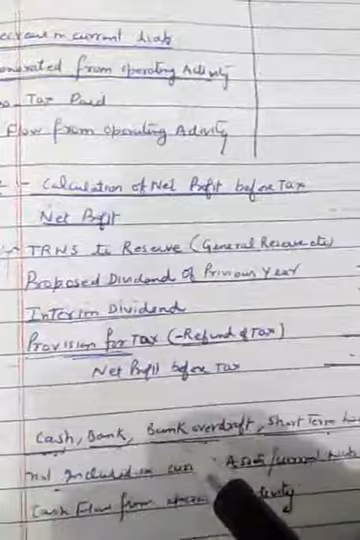 in current liab
generated from operating Activity
Tax Paid
Flow from operating Activity
:- Calculation of Net Profit before Tax
Net Profit
TRNS to Reserve (General Reserve etc)
Proposed Dividend of Privious Year
Interim Dividend
Provision for Tax (-Refund of Tax)
Net Profit before Tax
Cash, Bank, Bank overdraft, Short Term
not included in
Cash Flow from